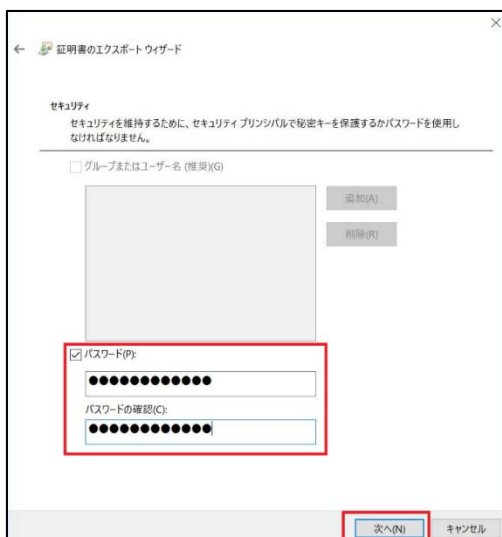 証明書のエクスポート ウィザード
セキュリティ
セキュリティを維持するために、セキュリティ プリンシパルで秘密キーを保護するかパスワードを使用し
なければなりません。
グループまたはユーザー名 (推奨)(G)
追加(A)
削除(R)
パスワード(P):
●●●●●●●●●●●●
パスワードの確認(C):
●●●●●●●●●●●●
次へ(N)
キャンセル